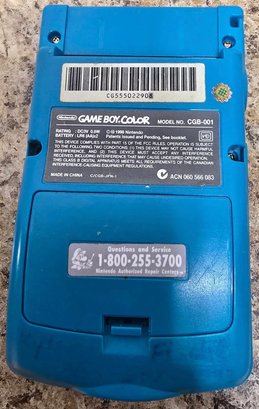 CG55502290
Nintendo GAME BOY COLOR MODEL NO. CGB-001
RATING : DC3V 0.6W © 1998 Nintendo
BATTERY : LR6 (AA)x2 Patents issued and Pending, See booklet.
THIS DEVICE COMPLIES WITH PART 15 OF THE FCC RULES. OPERATION IS SUBJECT
TO THE FOLLOWING TWO CONDITIONS (1) THIS DEVICE MAY NOT CAUSE HARMFUL
INTERFERENCE, AND (2) THIS DEVICE MUST ACCEPT ANY INTERFERENCE
RECEIVED INCLUDING INTERFERENCE THAT MAY CAUSE UNDESIRED OPERATION.
THIS CLASS B DIGITAL APPARATUS MEETS ALL REQUIREMENTS OF THE CANADIAN
INTERFERENCE-CAUSING EQUIPMENT REGULATIONS.
MADE IN CHINA ACN 060 566 083
Questions and Service
1-800-255-3700
Nintendo Authorized Repair Centers